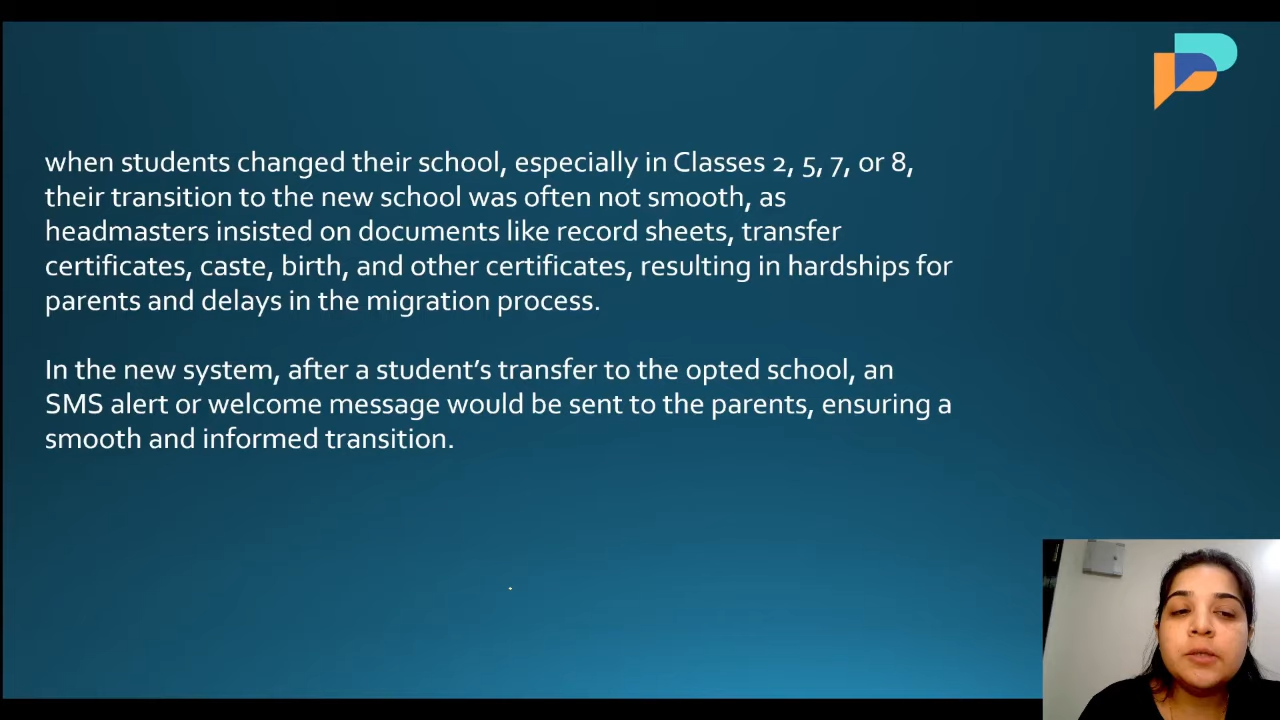 when students changed their school, especially in Classes 2, 5, 7, or 8,
their transition to the new school was often not smooth, as
headmasters insisted on documents like record sheets, transfer
certificates, caste, birth, and other certificates, resulting in hardships for
parents and delays in the migration process.
In the new system, after a student’s transfer to the opted school, an
SMS alert or welcome message would be sent to the parents, ensuring a
smooth and informed transition.